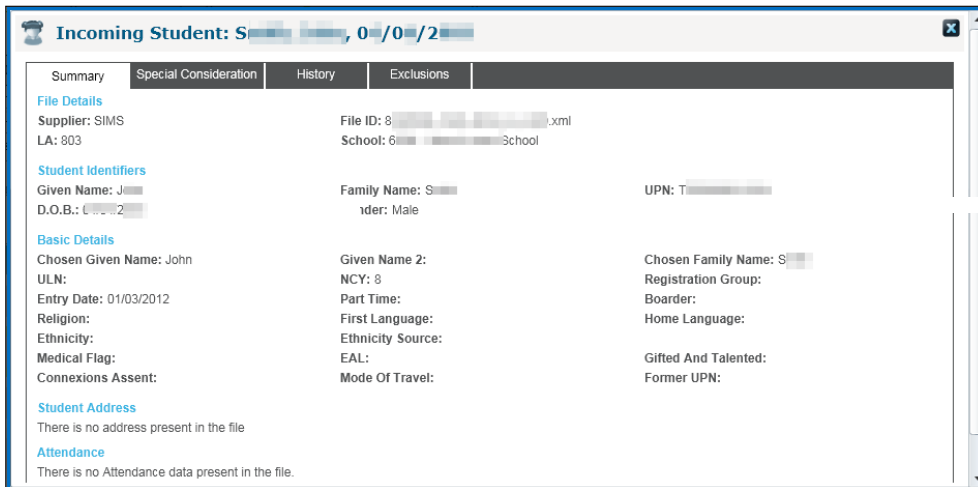 Incoming Student:
Summary Special Consideration History Exclusions
File Details
Supplier: SIMS File ID: .xml
LA: 803 School: School
Student Identifiers
Given Name: Family Name: UPN:
D.O.B.: nder: Male
Basic Details
Chosen Given Name: John Given Name 2: Chosen Family Name:
ULN: NCY: 8 Registration Group:
Entry Date: 01/03/2012 Part Time: Boarder:
Religion: First Language: Home Language:
Ethnicity: Ethnicity Source:
Medical Flag: EAL: Gifted And Talented:
Connexions Assent: Mode Of Travel: Former UPN:
Student Address
There is no address present in the file
Attendance
There is no Attendance data present in the file.